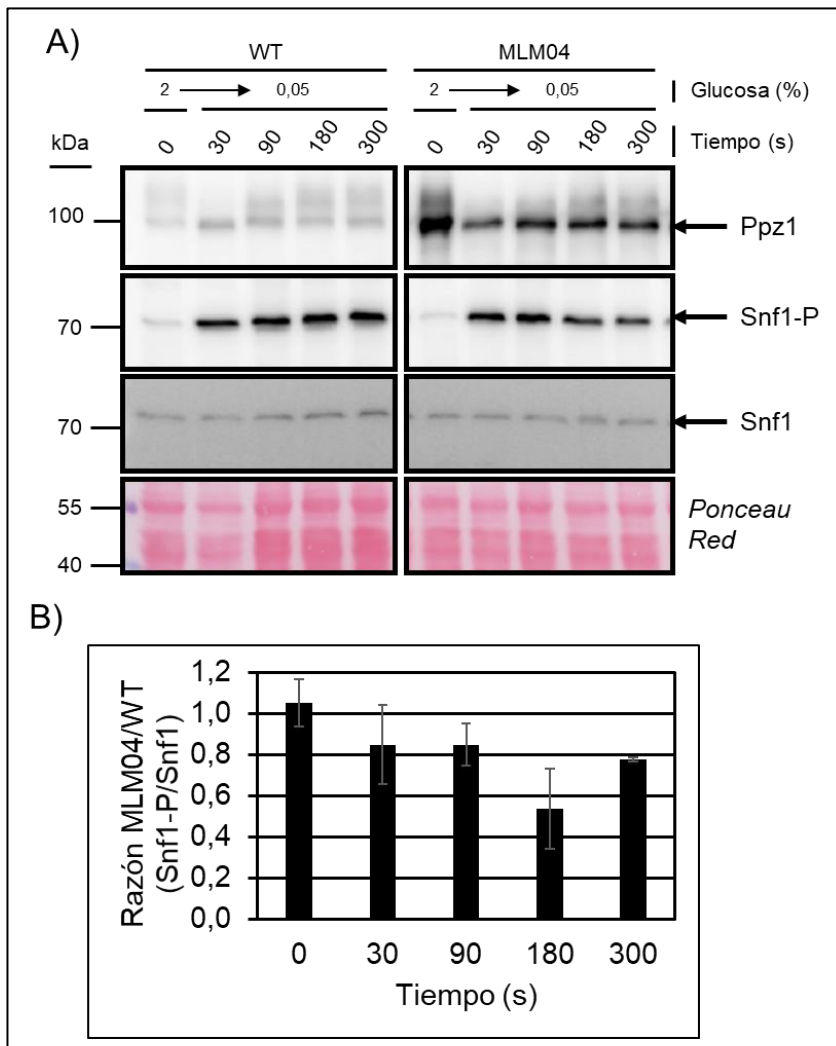 A)
WT MLM04
2 0,05 2 0,05 Glucosa (%)
kDa 0 30 90 180 300 0 30 90 180 300 Tiempo (s)
100 Ppz1
70 Snf1-P
70 Snf1
55 Ponceau
40 Red
B)
Razón MLM04/WT
(Snf1-P/Snf1)
1,2
1,0
0,8
0,6
0,4
0,2
0,0
0 30 90 180 300
Tiempo (s)